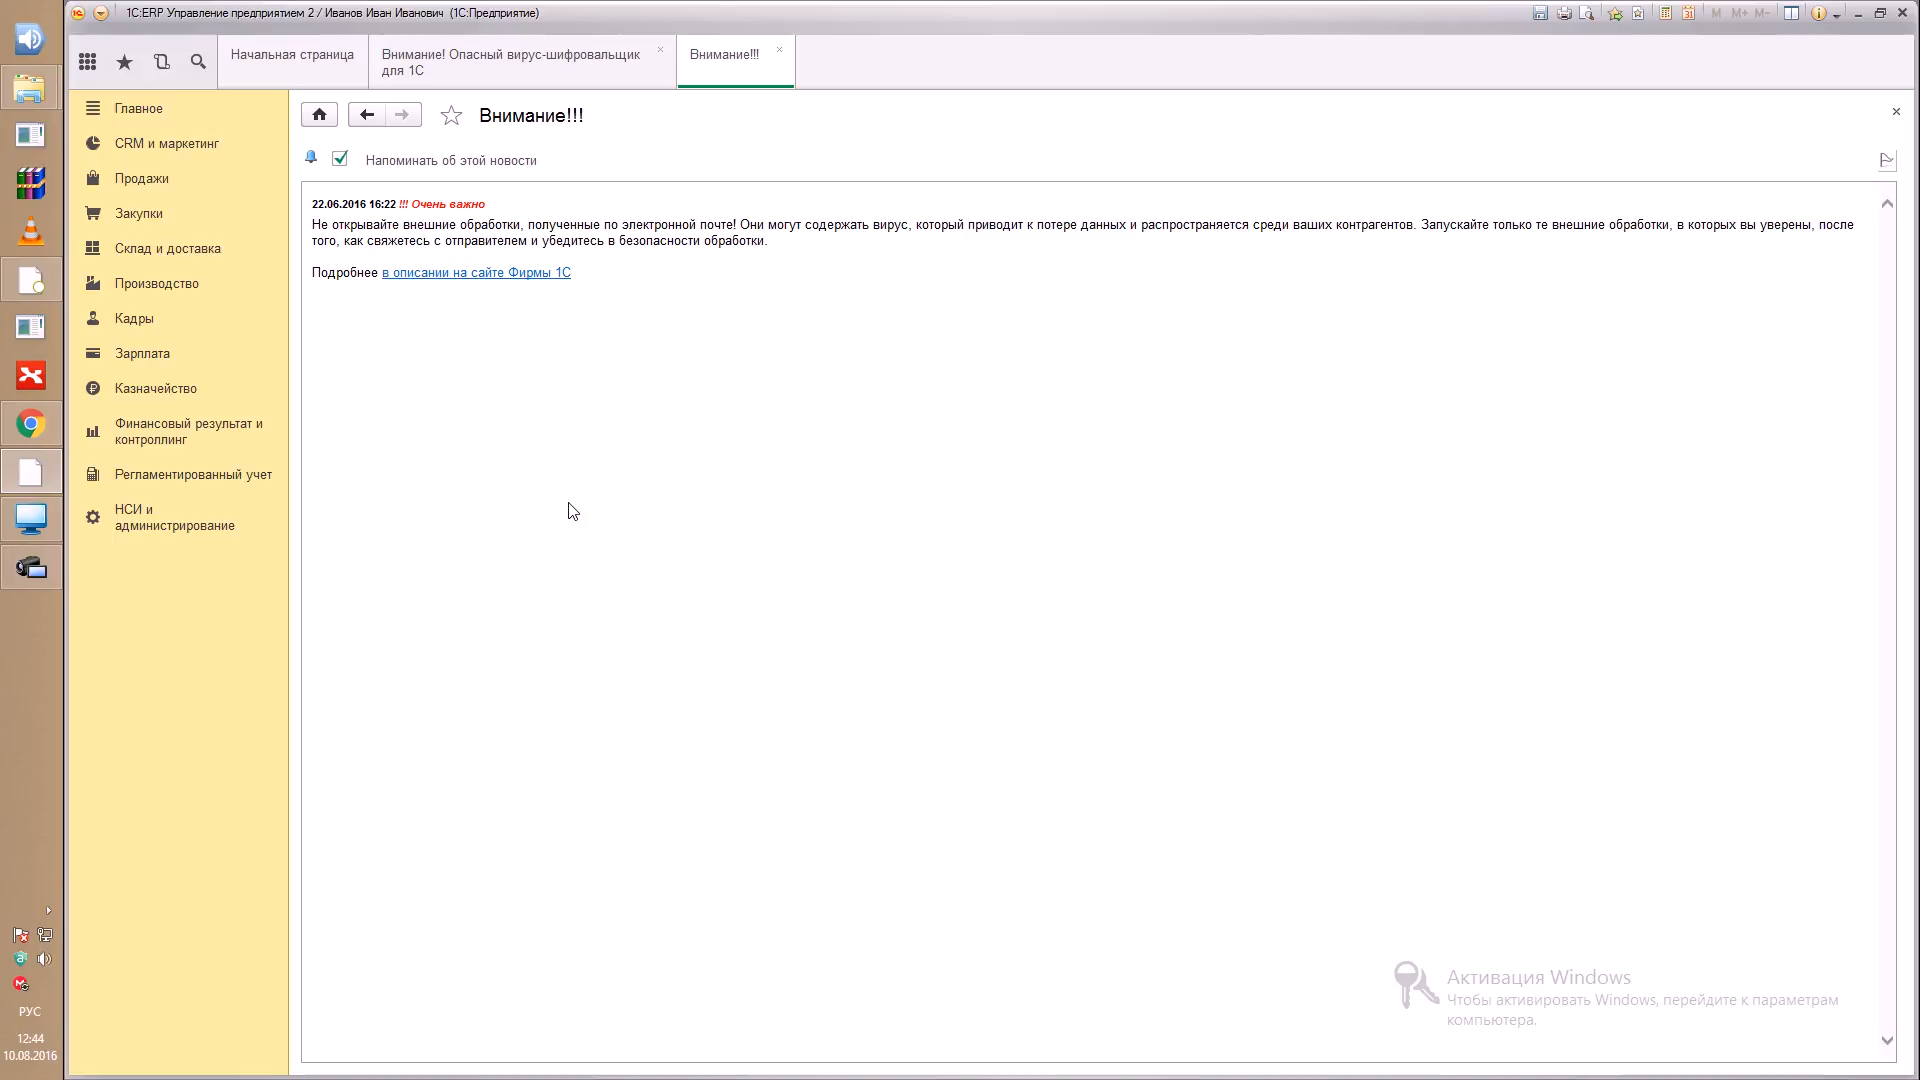 1С:ERP Управление предприятием 2 / Иванов Иван Иванович (1С:Предприятие)
M M+ M-
Начальная страница
Внимание! Опасный вирус-шифровальщик
для 1С
Внимание!!!
Главное
CRM и маркетинг
Продажи
Закупки
Склад и доставка
Производство
Кадры
Зарплата
Казначейство
Финансовый результат и
контроллинг
Регламентированный учет
НСИ и
администрирование
Внимание!!!
Напоминать об этой новости
22.06.2016 16:22 !!! Очень важно
Не открывайте внешние обработки, полученные по электронной почте! Они могут содержать вирус, который приводит к потере данных и распространяется среди ваших контрагентов. Запускайте только те внешние обработки, в которых вы уверены, после
того, как свяжетесь с отправителем и убедитесь в безопасности обработки.
Подробнее в описании на сайте Фирмы 1С
Активация Windows
Чтобы активировать Windows, перейдите к параметрам
компьютера.
РУС
12:44
10.08.2016